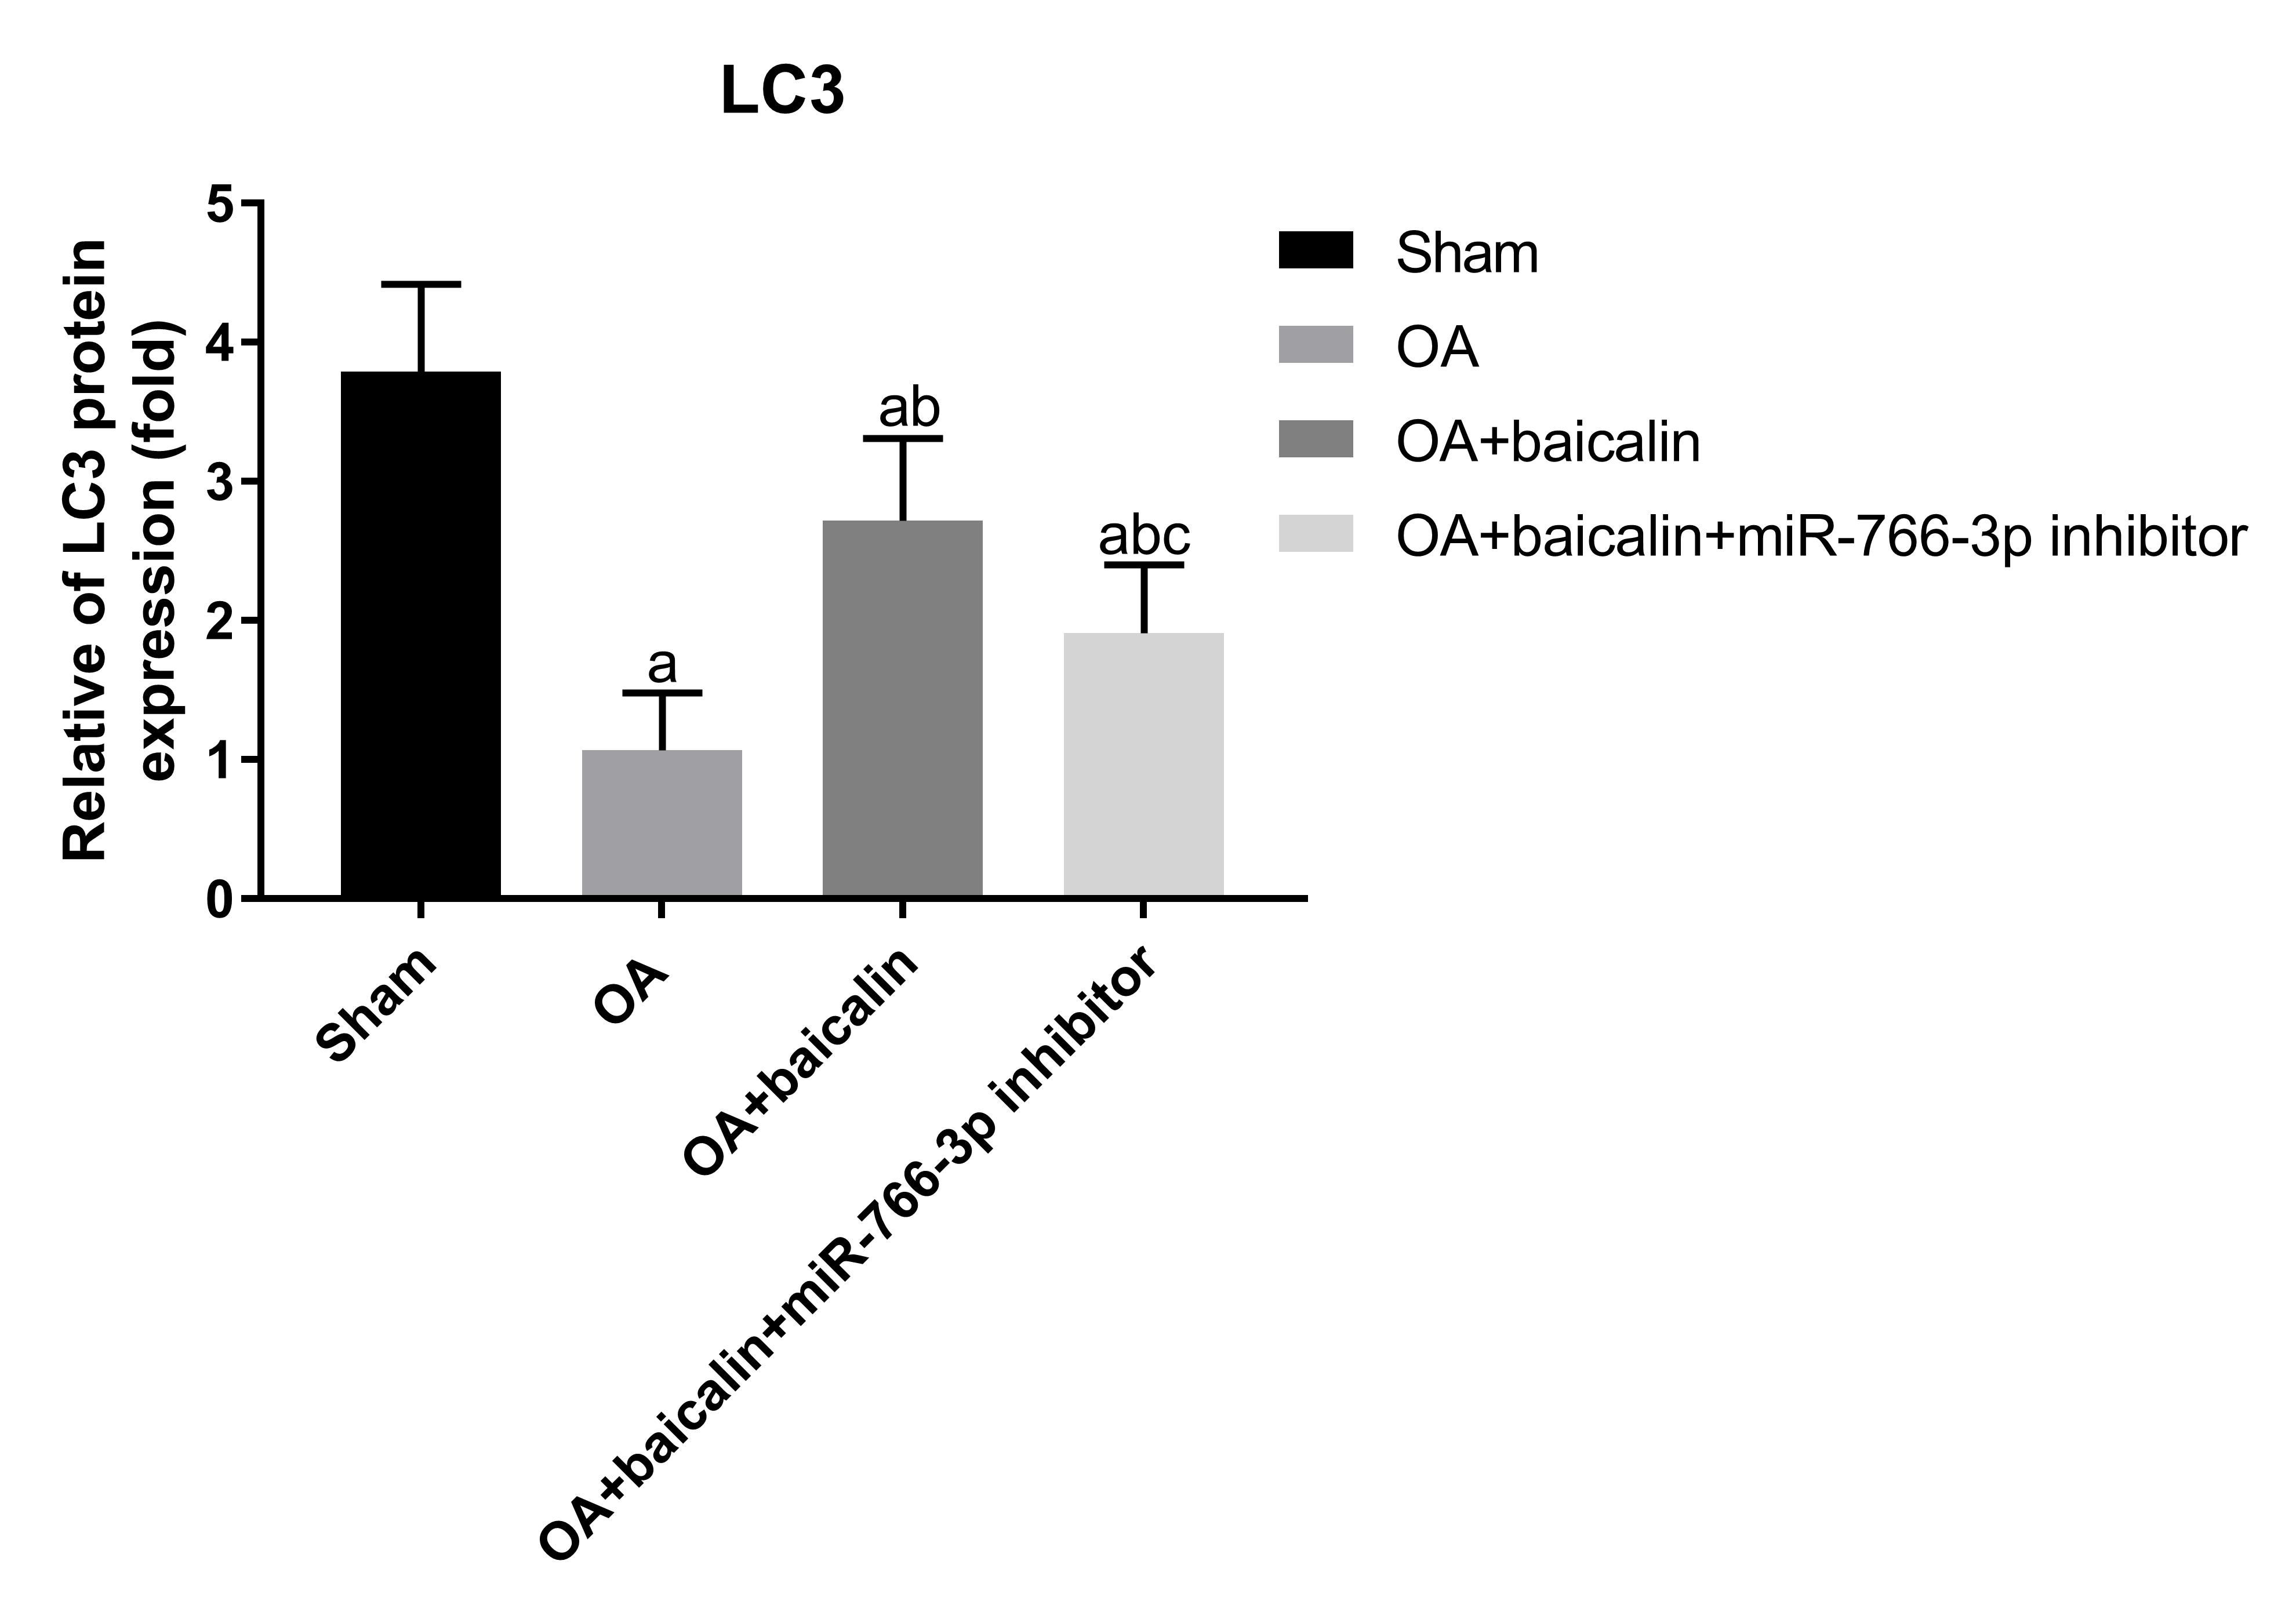 LC3
Relative of LC3 protein
expression (fold)
5
4
3
2
1
0
a
ab
abc
Sham
OA
OA+baicalin
OA+baicalin+miR-766-3p inhibitor
Sham
OA
OA+baicalin
OA+baicalin+miR-766-3p inhibitor